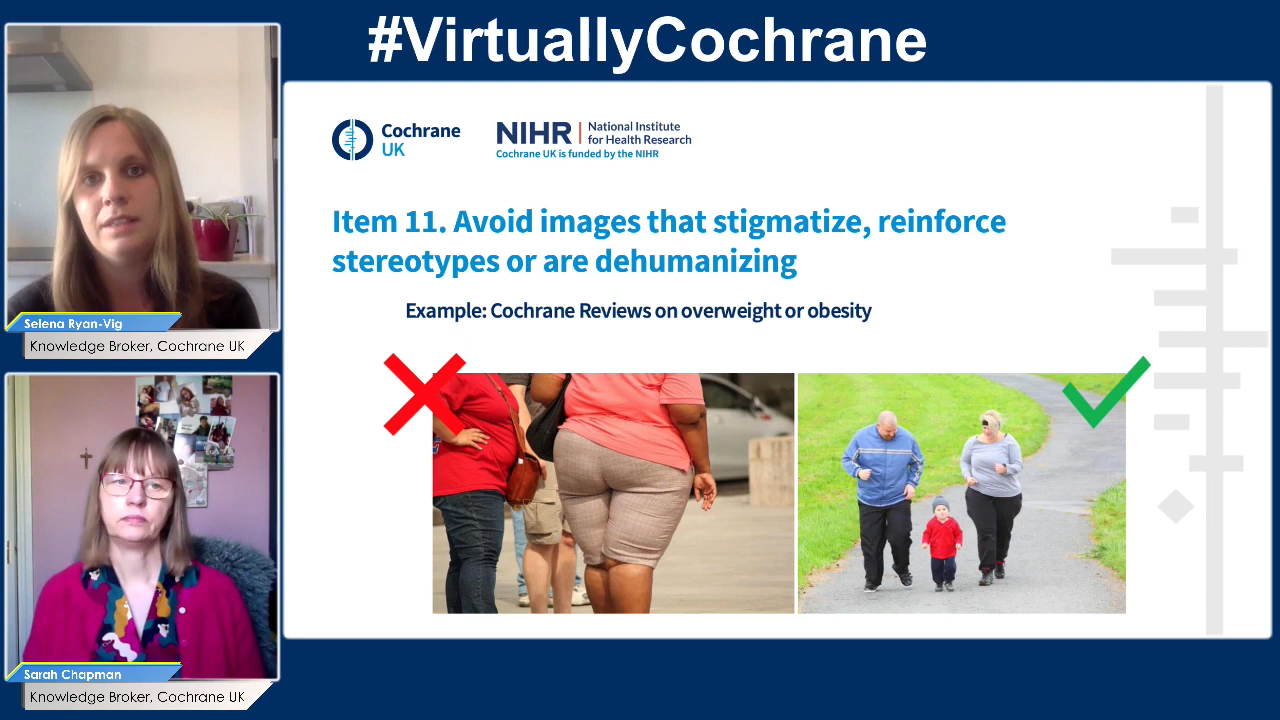 #VirtuallyCochrane
Cochrane
UK
NIHR
National Institute
for Health Research
Cochrane UK is funded by the NIHR
Item 11. Avoid images that stigmatize, reinforce
stereotypes or are dehumanizing
Example: Cochrane Reviews on overweight or obesity
Selena Ryan-Vig
Knowledge Broker, Cochrane UK
Sarah Chapman
Knowledge Broker, Cochrane UK